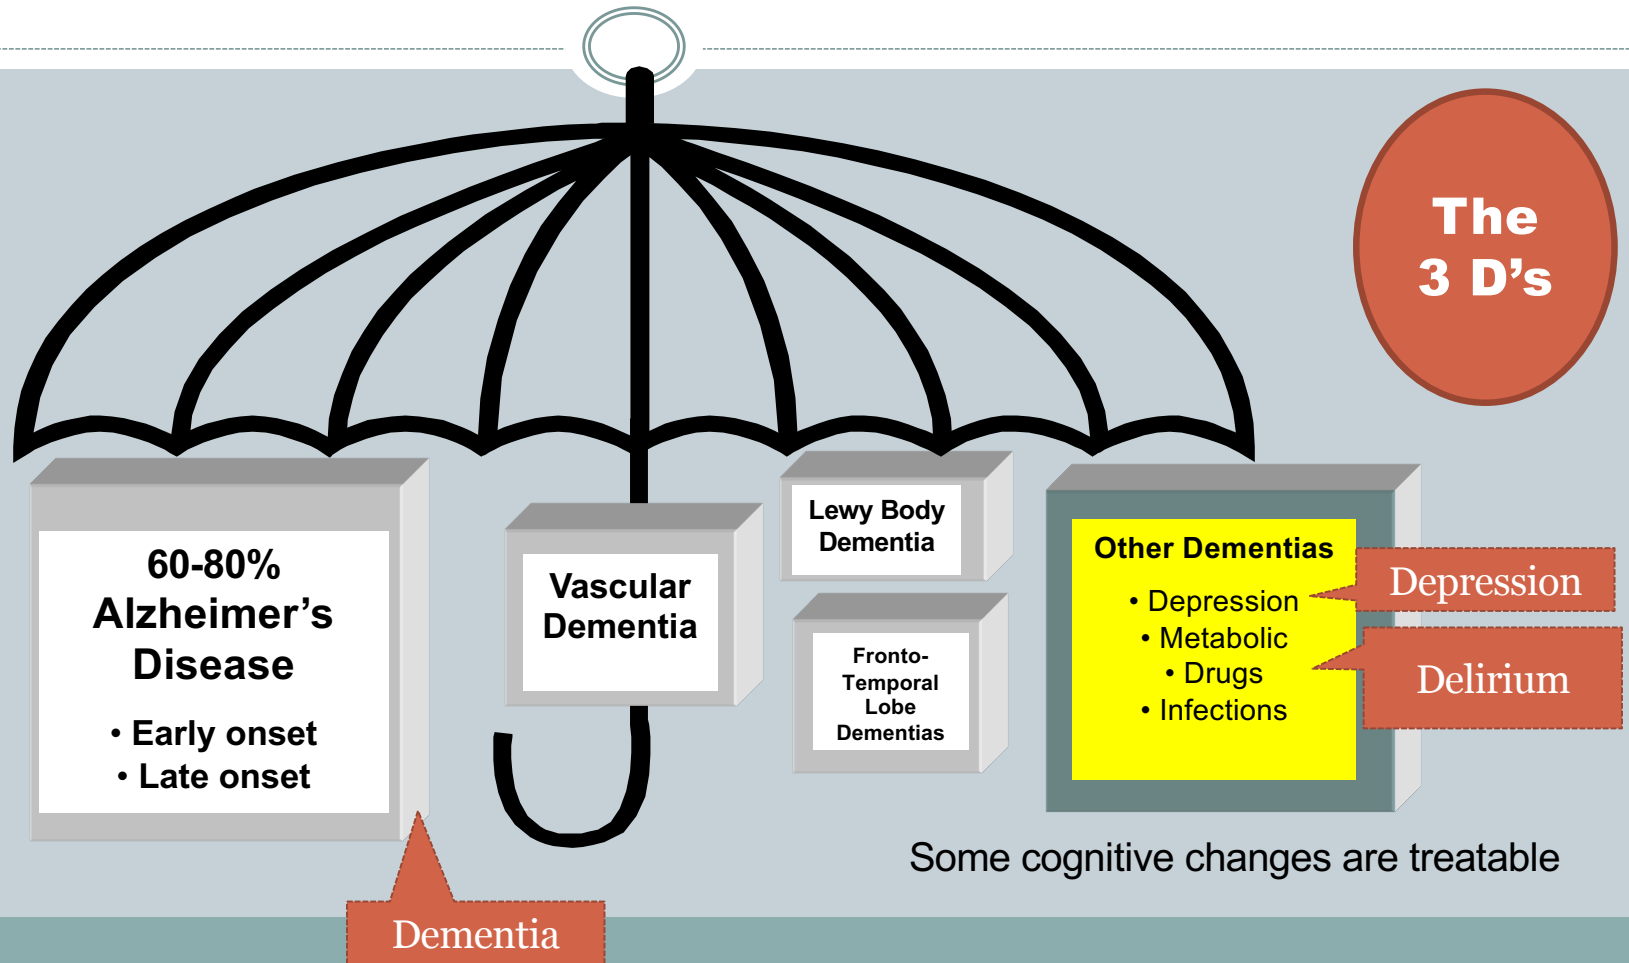 The
3 D’s
60-80%
Alzheimer’s
Disease
• Early onset
• Late onset
Vascular
Dementia
Lewy Body
Dementia
Fronto-
Temporal
Lobe
Dementias
Other Dementias
• Depression
• Metabolic
• Drugs
• Infections
Depression
Delirium
Some cognitive changes are treatable
Dementia